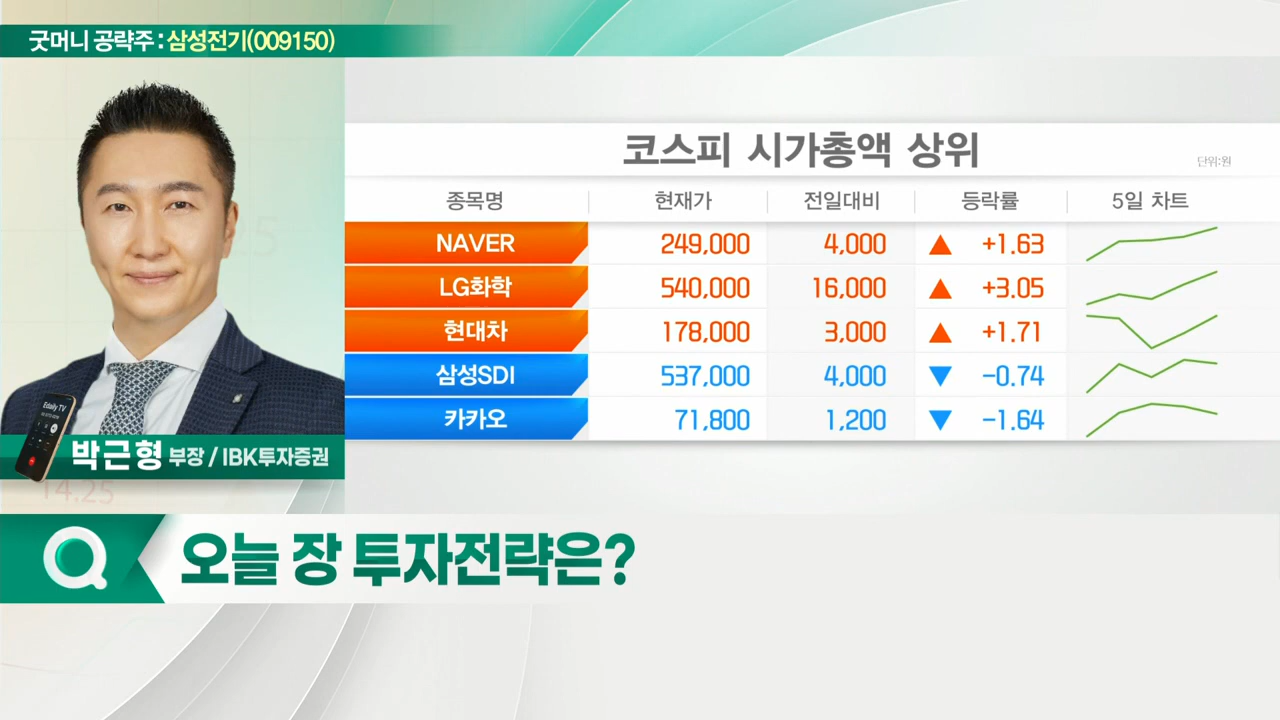 굿머니 공략주 : 삼성전기(009150)
코스피 시가총액 상위
단위:원
종목명 현재가 전일대비 등락률 5일 차트
NAVER 249,000 4,000 ▲ +1.63
LG화학 540,000 16,000 ▲ +3.05
현대차 178,000 3,000 ▲ +1.71
삼성SDI 537,000 4,000 ▼ -0.74
카카오 71,800 1,200 ▼ -1.64
Edaily TV
박근형 부장 / IBK투자증권
14.25
오늘 장 투자전략은?